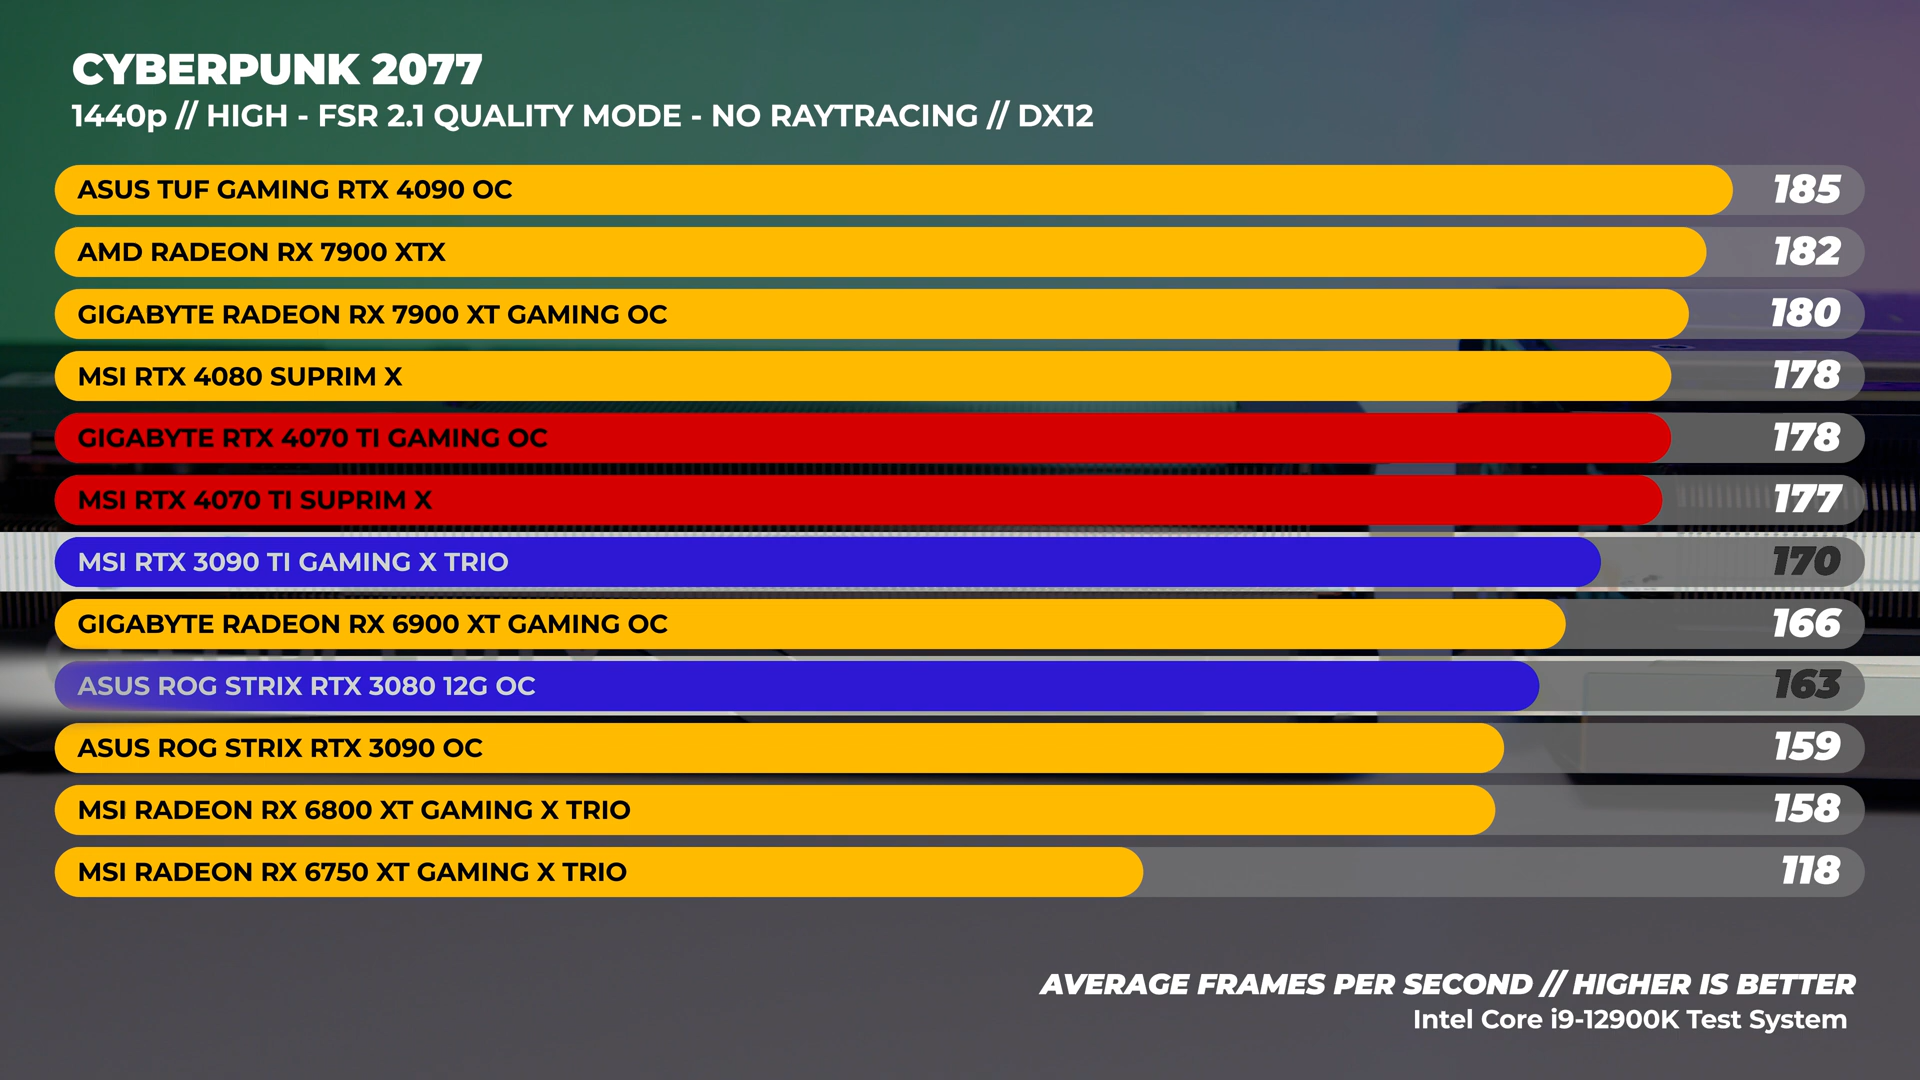 CYBERPUNK 2077
1440p // HIGH - FSR 2.1 QUALITY MODE - NO RAYTRACING // DX12
ASUS TUF GAMING RTX 4090 OC 185
AMD RADEON RX 7900 XTX 182
GIGABYTE RADEON RX 7900 XT GAMING OC 180
MSI RTX 4080 SUPRIM X 178
GIGABYTE RTX 4070 TI GAMING OC 178
MSI RTX 4070 TI SUPRIM X 177
MSI RTX 3090 TI GAMING X TRIO 170
GIGABYTE RADEON RX 6900 XT GAMING OC 166
ASUS ROG STRIX RTX 3080 12G OC 163
ASUS ROG STRIX RTX 3090 OC 159
MSI RADEON RX 6800 XT GAMING X TRIO 158
MSI RADEON RX 6750 XT GAMING X TRIO 118
AVERAGE FRAMES PER SECOND // HIGHER IS BETTER
Intel Core i9-12900K Test System